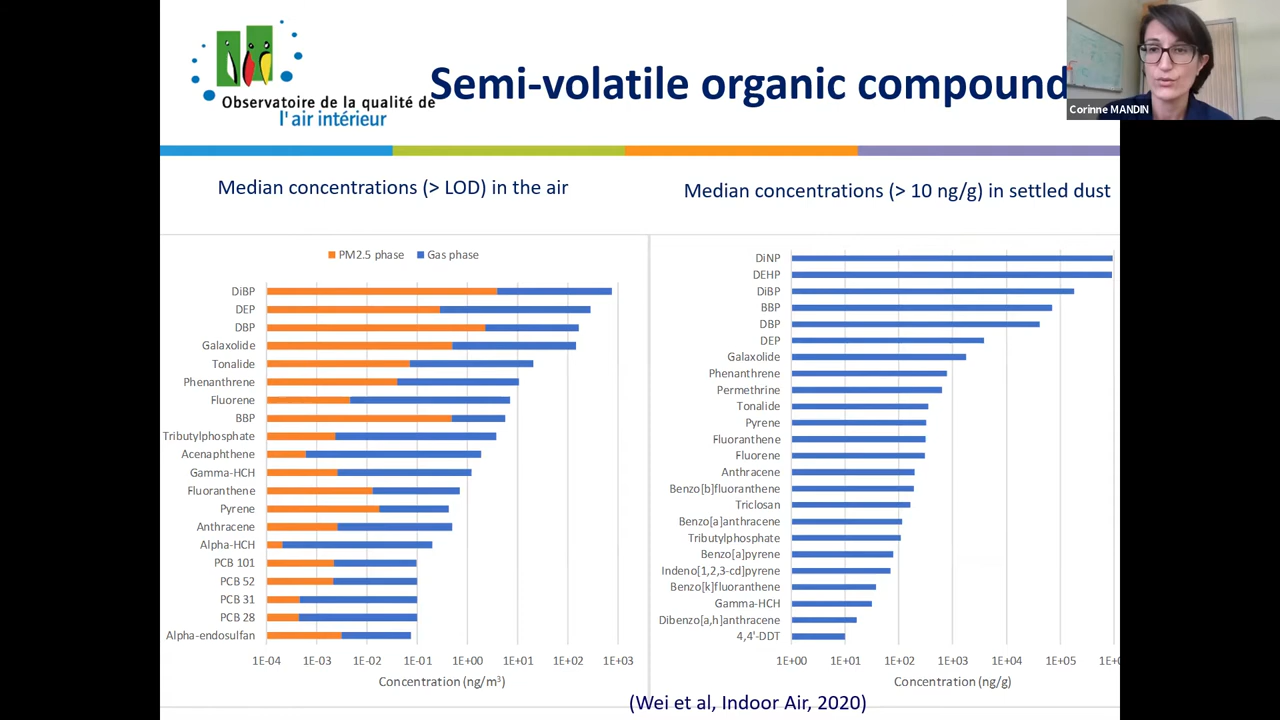 Observatoire de la qualité de
l'air intérieur
Semi-volatile organic compound
Corinne MANDIN
Median concentrations (> LOD) in the air
PM2.5 phase
Gas phase
DiBP
DEP
DBP
Galaxolide
Tonalide
Phenanthrene
Fluorene
BBP
Tributylphosphate
Acenaphthene
Gamma-HCH
Fluoranthene
Pyrene
Anthracene
Alpha-HCH
PCB 101
PCB 52
PCB 31
PCB 28
Alpha-endosulfan
1E-04 1E-03 1E-02 1E-01 1E+00 1E+01 1E+02 1E+03
Concentration (ng/m³)
Median concentrations (> 10 ng/g) in settled dust
DiNP
DEHP
DiBP
BBP
DBP
DEP
Galaxolide
Phenanthrene
Permethrine
Tonalide
Pyrene
Fluoranthene
Fluorene
Anthracene
Benzo[b]fluoranthene
Triclosan
Benzo[a]anthracene
Tributylphosphate
Benzo[a]pyrene
Indeno[1,2,3-cd]pyrene
Benzo[k]fluoranthene
Gamma-HCH
Dibenzo[a,h]anthracene
4,4'-DDT
1E+00 1E+01 1E+02 1E+03 1E+04 1E+05
Concentration (ng/g)
(Wei et al, Indoor Air, 2020)